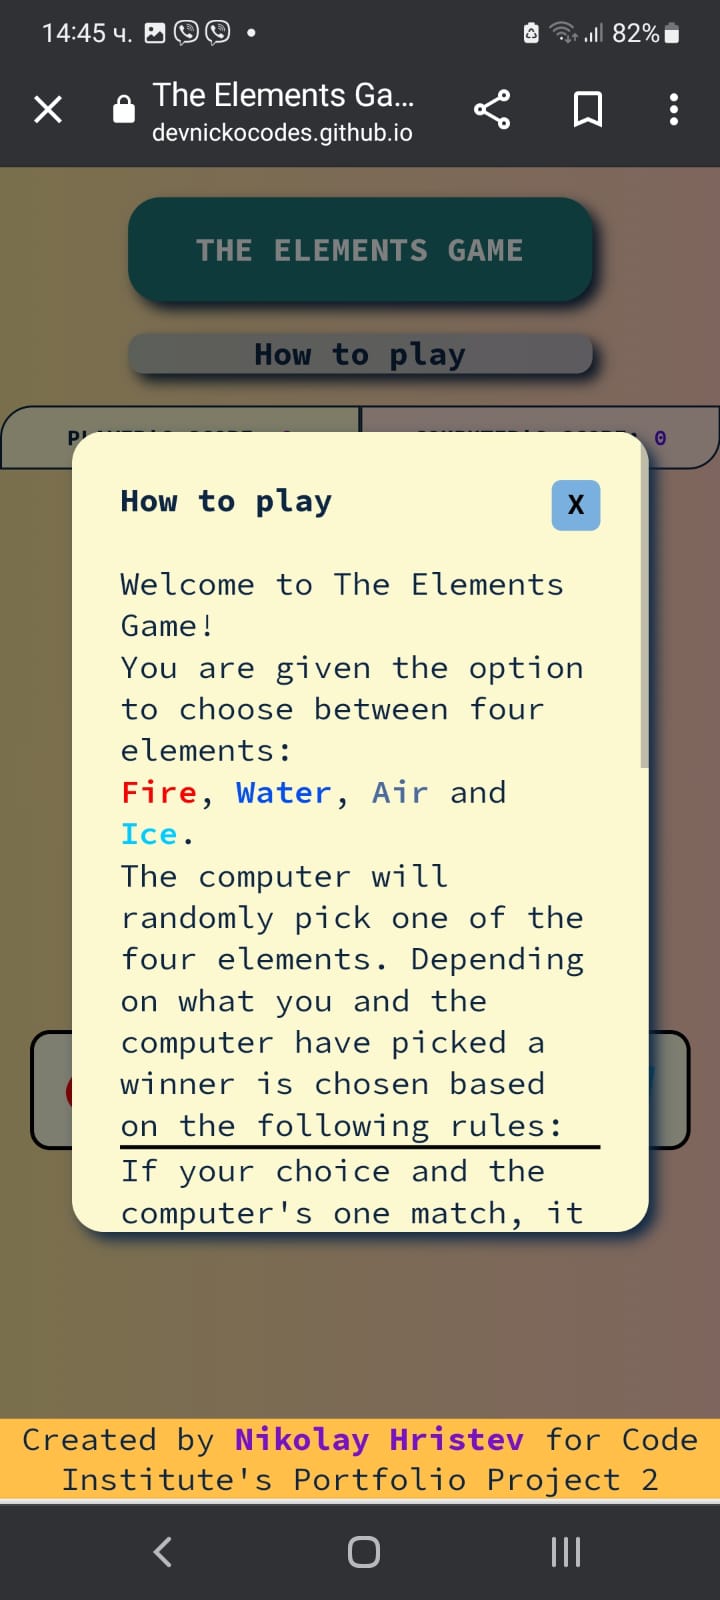 14:45 ч.
82%
The Elements Ga...
devnickocodes.github.io
THE ELEMENTS GAME
How to play
0
How to play
X
Welcome to The Elements
Game!
You are given the option
to choose between four
elements:
Fire, Water, Air and
Ice.
The computer will
randomly pick one of the
four elements. Depending
on what you and the
computer have picked a
winner is chosen based
on the following rules:
If your choice and the
computer's one match, it
Created by Nikolay Hristev for Code
Institute's Portfolio Project 2